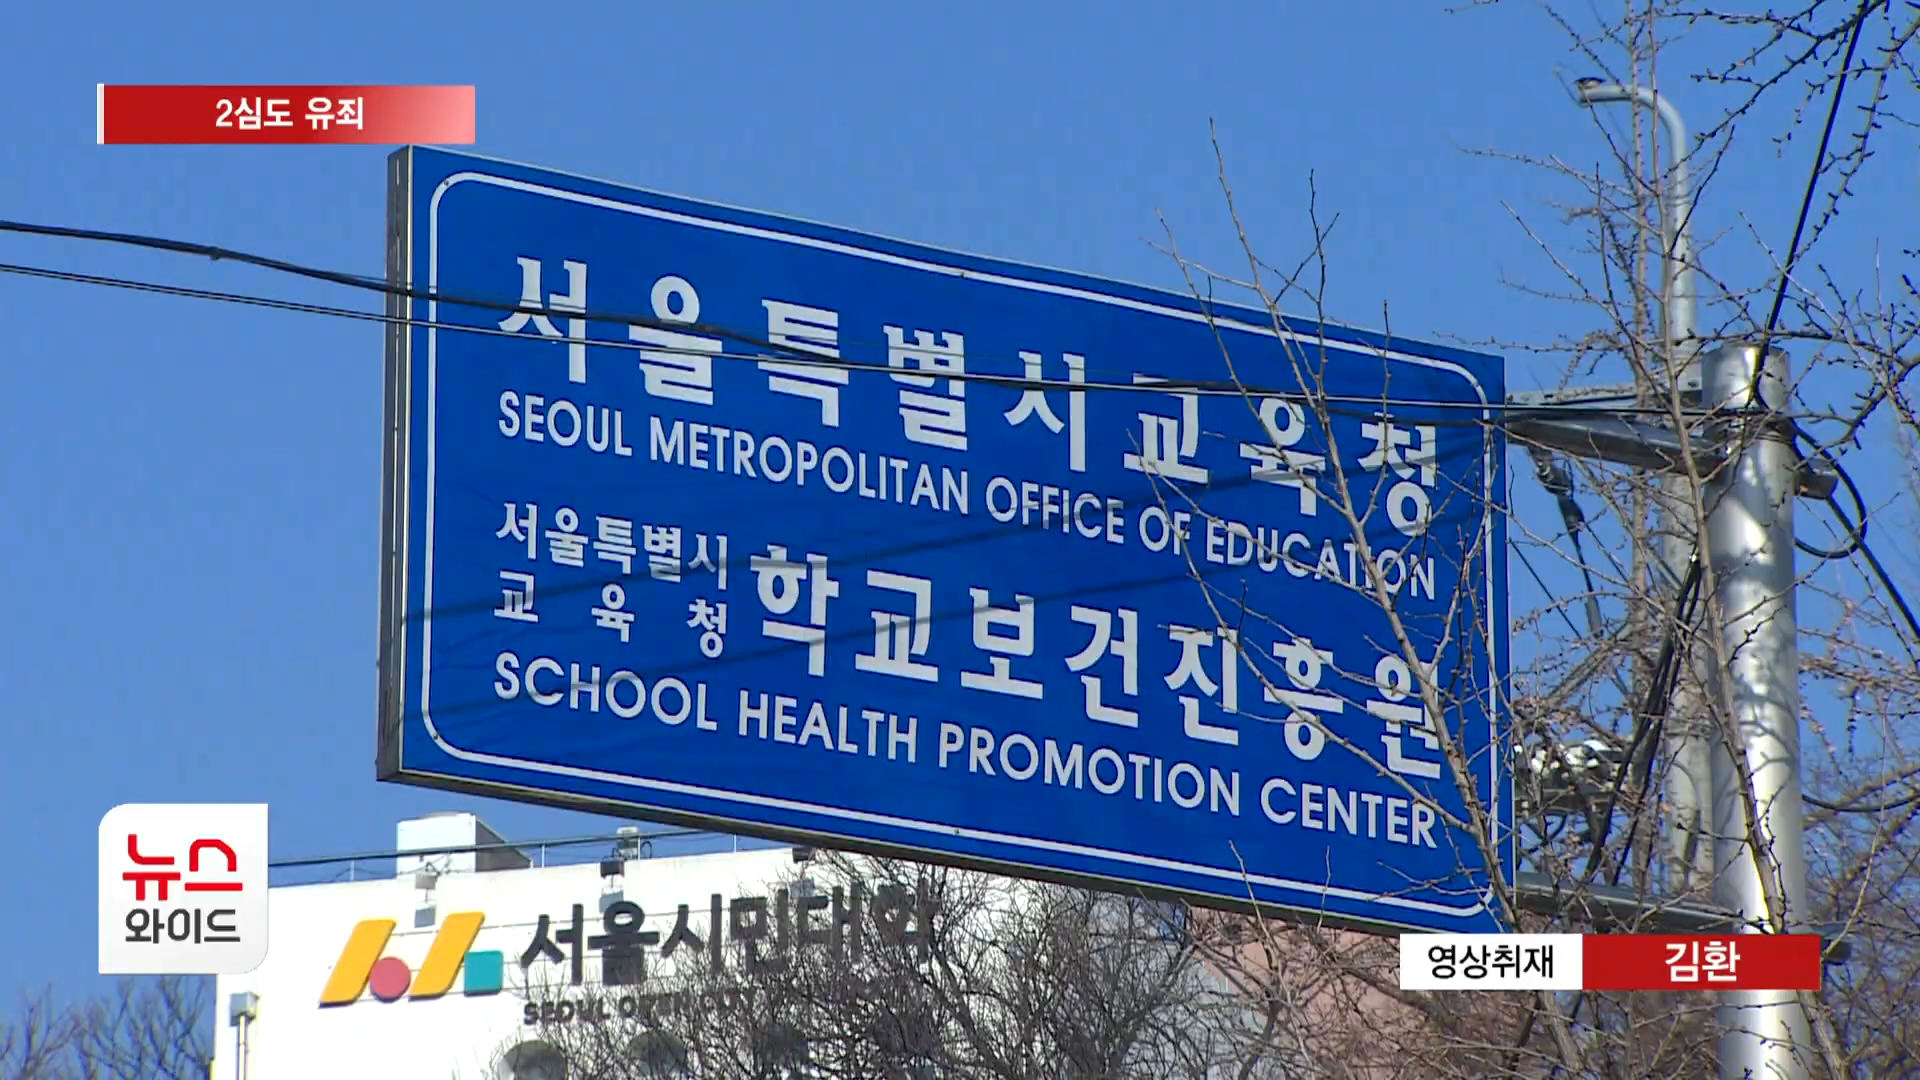 2심도 유죄
서울특별시교육청
SEOUL METROPOLITAN OFFICE OF EDUCATION
서울특별시
교육청
학교보건진흥원
SCHOOL HEALTH PROMOTION CENTER
뉴스
와이드
서울시민대학
SEOUL OPEN
영상취재 김환